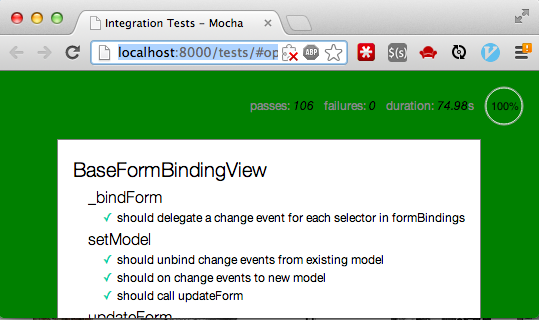 Integration Tests – Mocha
localhost:8000/tests/#op
ABP
$(s)
passes: 106 failures: 0 duration: 74.98s 100%
BaseFormBindingView
_bindForm
✓ should delegate a change event for each selector in formBindings
setModel
✓ should unbind change events from existing model
✓ should on change events to new model
✓ should call updateForm
updateForm